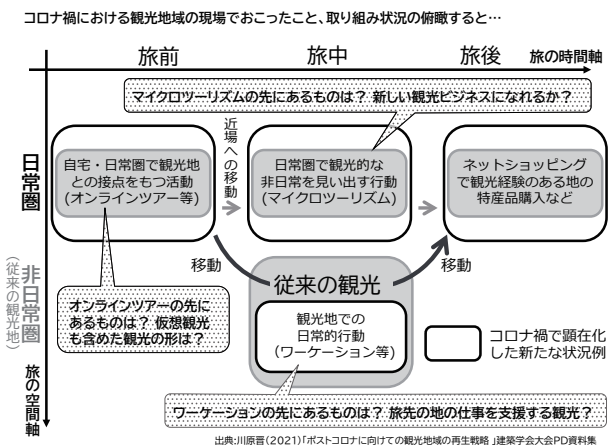 コロナ禍における観光地域の現場でおこったこと、取り組み状況の俯瞰すると…
旅前
旅中
旅後
旅の時間軸
マイクロツーリズムの先にあるものは? 新しい観光ビジネスになれるか?
日常圏
自宅・日常圏で観光地
との接点をもつ活動
(オンラインツアー等)
近場への移動
日常圏で観光的な
非日常を見い出す行動
(マイクロツーリズム)
ネットショッピング
で観光経験のある地の
特産品購入など
移動
移動
非日常圏
(従来の観光地)
従来の観光
オンラインツアーの先に
あるものは? 仮想観光
も含めた観光の形は?
観光地での
日常的行動
(ワーケーション等)
コロナ禍で顕在化
した新たな状況例
旅の空間軸
ワーケーションの先にあるものは? 旅先の地の仕事を支援する観光?
出典:川原晋(2021)「ポストコロナに向けての観光地域の再生戦略」建築学会大会PD資料集